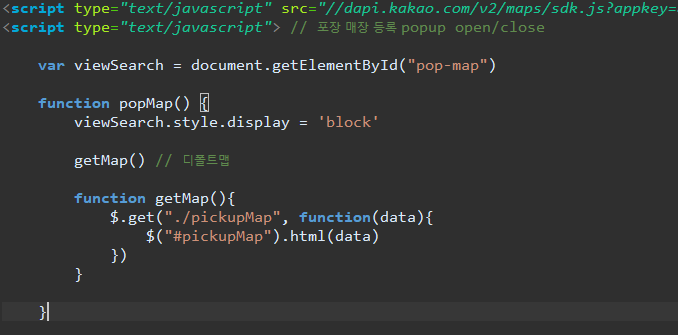 <script type="text/javascript" src="//dapi.kakao.com/v2/maps/sdk.js?appkey=
<script type="text/javascript"> // 포장 매장 등록 popup open/close
var viewSearch = document.getElementById("pop-map")
function popMap() {
viewSearch.style.display = 'block'
getMap() // 디폴트맵
function getMap(){
$.get("./pickupMap", function(data){
$("#pickupMap").html(data)
})
}
}